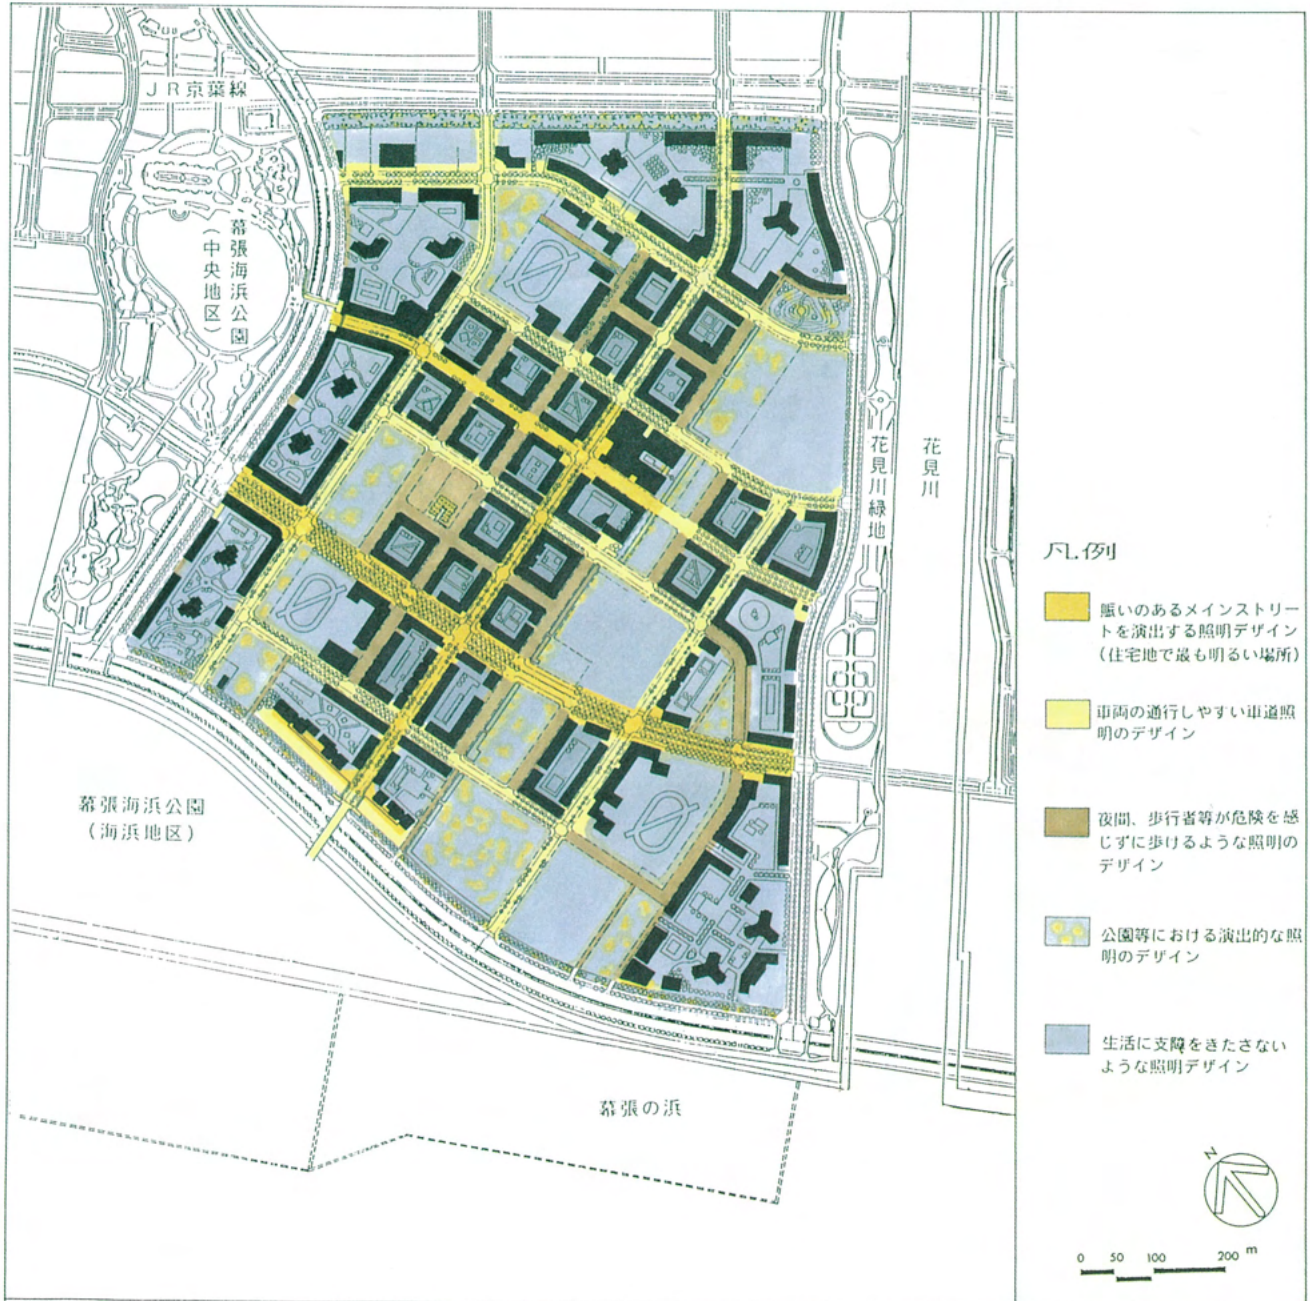 JR京葉線
幕張海浜公園
(中央地区)
花見川緑地
花見川
幕張海浜公園
(海浜地区)
幕張の浜
凡例
賑いのあるメインストリー
トを演出する照明デザイン
(住宅地で最も明るい場所)
車両の通行しやすい車道照
明のデザイン
夜間、歩行者等が危険を感
じずに歩けるような照明の
デザイン
公園等における演出的な照
明のデザイン
生活に支障をきたさない
ような照明デザイン
N
0 50 100 200 m